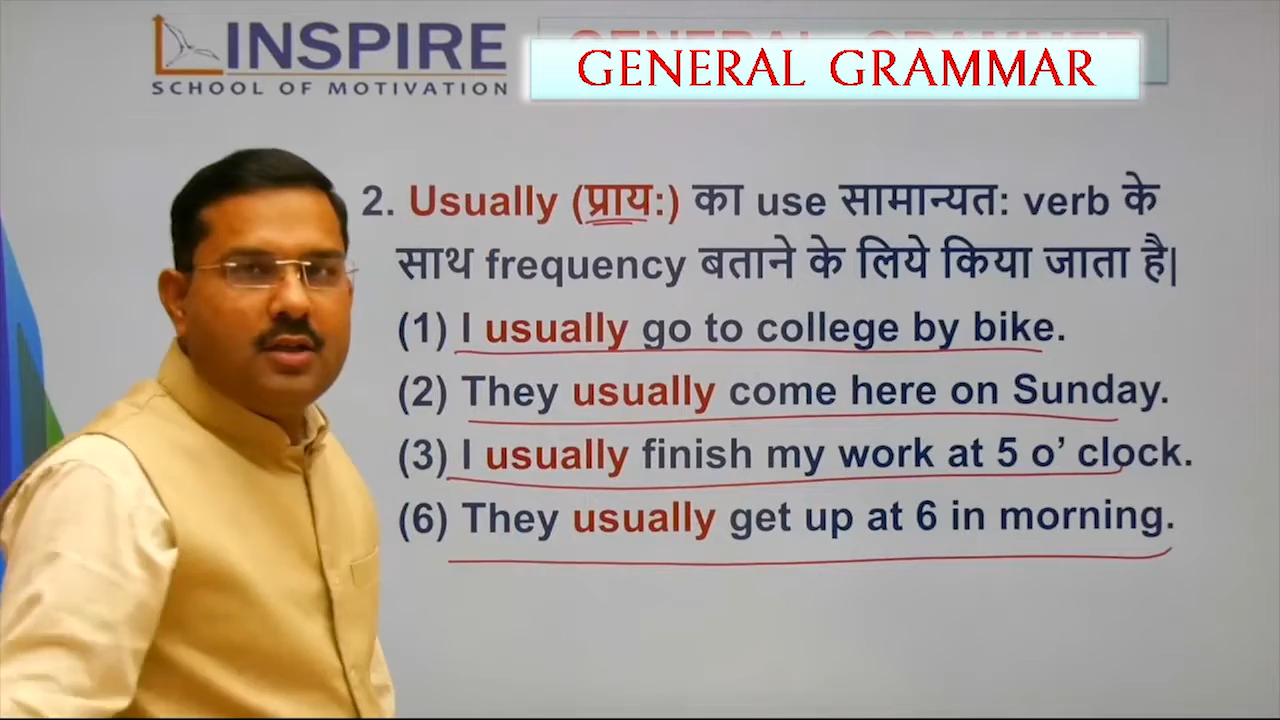 INSPIRE
SCHOOL OF MOTIVATION
GENERAL GRAMMAR
2. Usually (प्राय:) का use सामान्यत: verb के
साथ frequency बताने के लिये किया जाता है|
(1) I usually go to college by bike.
(2) They usually come here on Sunday.
(3) I usually finish my work at 5 o’ clock.
(6) They usually get up at 6 in morning.